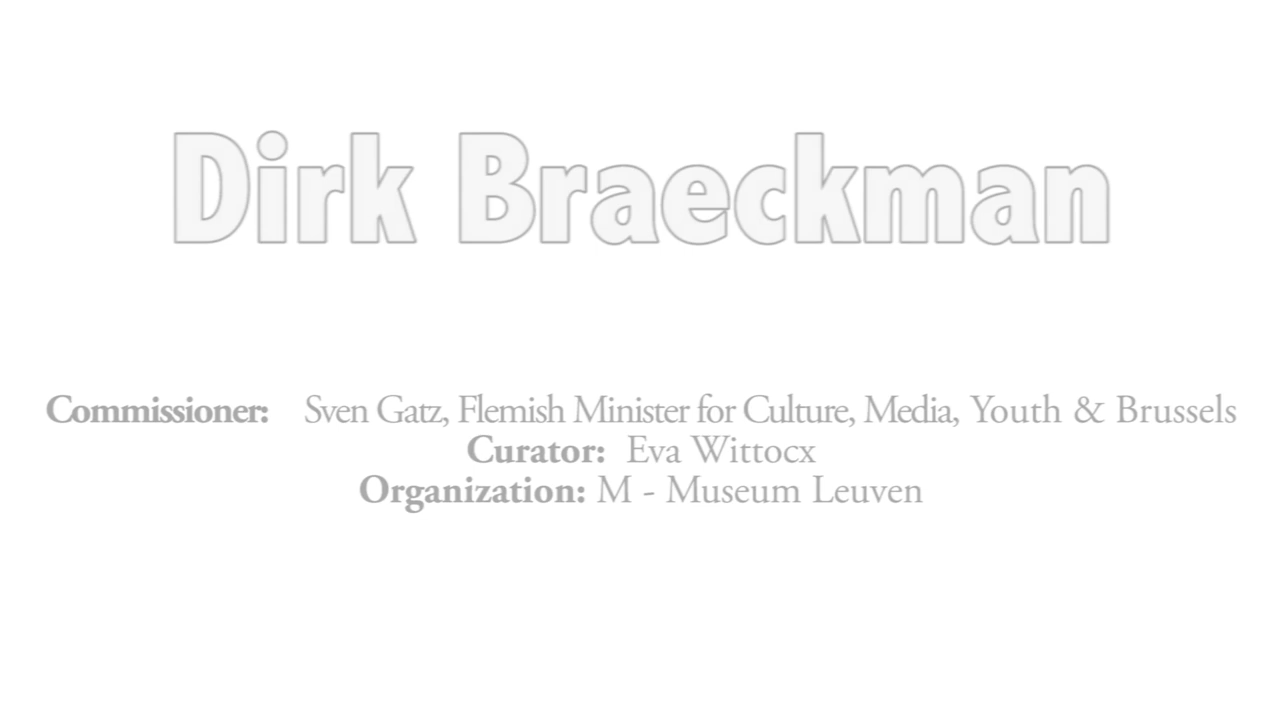 Dirk Braeckman
Commissioner: Sven Gatz, Flemish Minister for Culture, Media, Youth & Brussels
Curator: Eva Wittocx
Organization: M - Museum Leuven